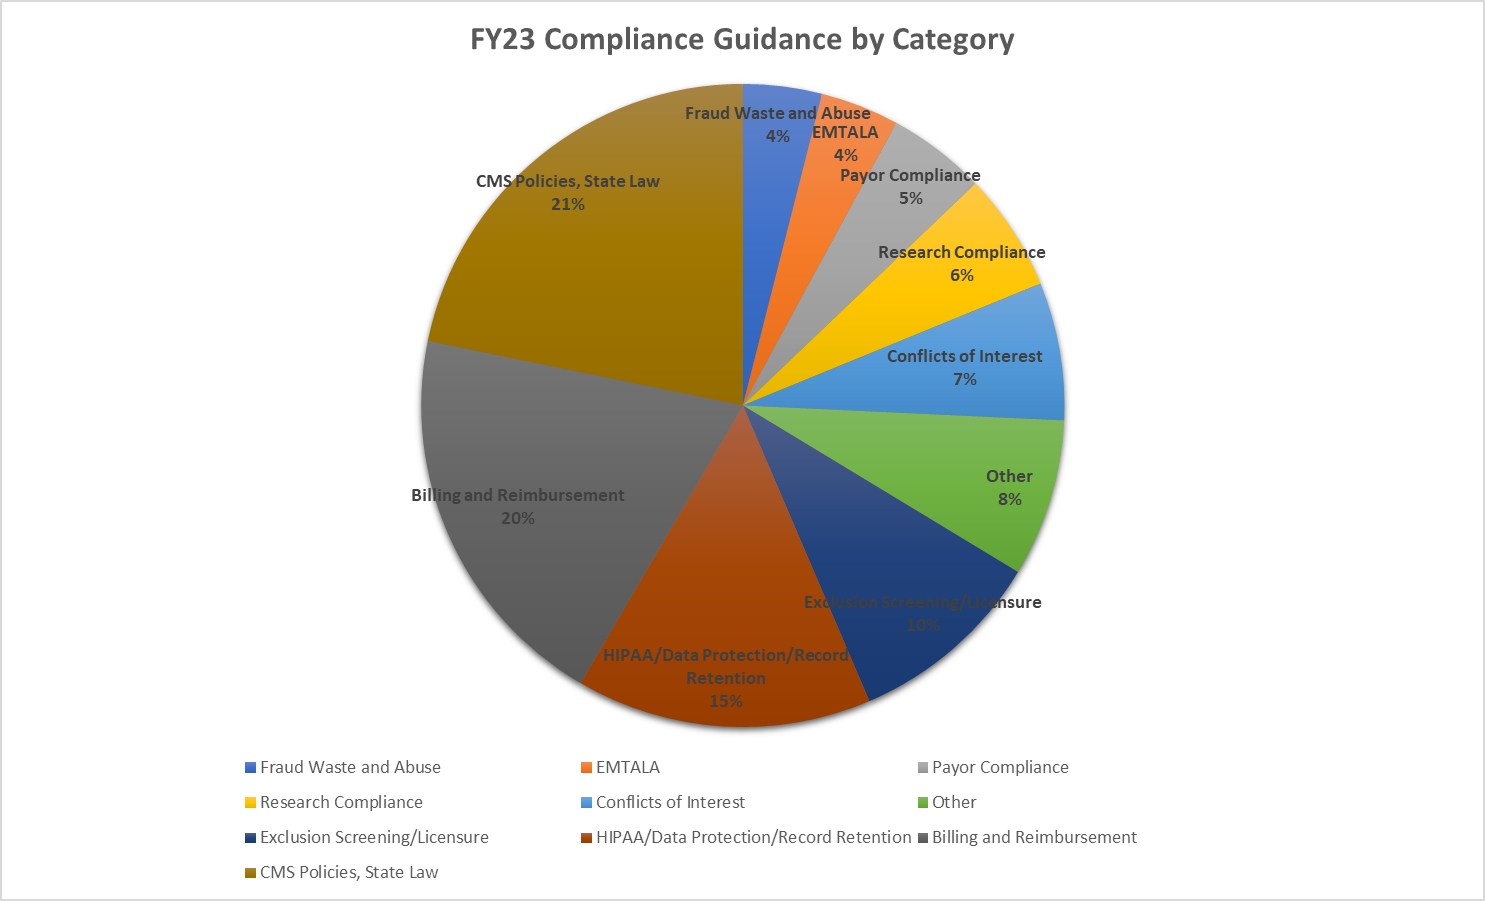 FY23 Compliance Guidance by Category
Fraud Waste and Abuse
4%
EMTALA
4%
Payor Compliance
5%
Research Compliance
6%
Conflicts of Interest
7%
Other
8%
Exclusion Screening/Licensure
10%
HIPAA/Data Protection/Record
Retention
15%
Billing and Reimbursement
20%
CMS Policies, State Law
21%
Fraud Waste and Abuse
EMTALA
Payor Compliance
Research Compliance
Conflicts of Interest
Other
Exclusion Screening/Licensure
HIPAA/Data Protection/Record Retention
Billing and Reimbursement
CMS Policies, State Law